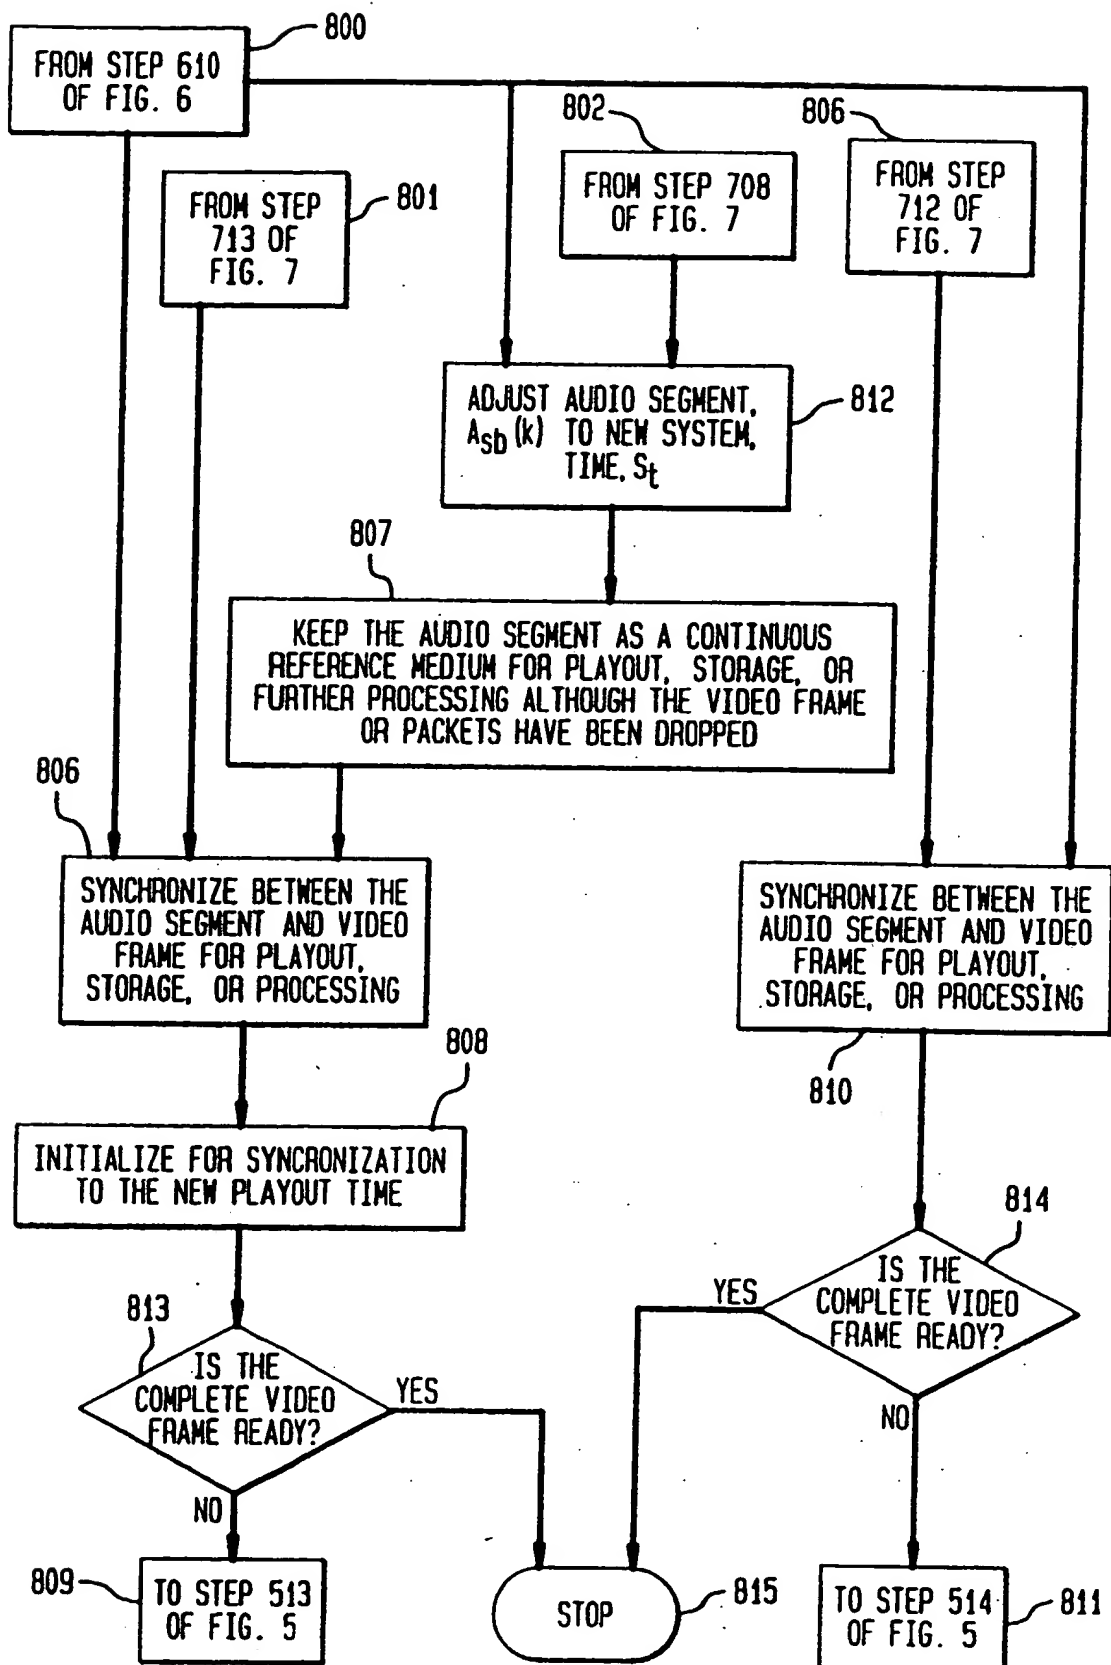 800
FROM STEP 610
OF FIG. 6
802
806
801
FROM STEP
713 OF
FIG. 7
FROM STEP 708
OF FIG. 7
FROM STEP
712 OF
FIG. 7
ADJUST AUDIO SEGMENT,
Asb(k) TO NEW SYSTEM,
TIME, St
812
807
KEEP THE AUDIO SEGMENT AS A CONTINUOUS
REFERENCE MEDIUM FOR PLAYOUT, STORAGE, OR
FURTHER PROCESSING ALTHOUGH THE VIDEO FRAME
OR PACKETS HAVE BEEN DROPPED
806
SYNCHRONIZE BETWEEN THE
AUDIO SEGMENT AND VIDEO
FRAME FOR PLAYOUT,
STORAGE, OR PROCESSING
SYNCHRONIZE BETWEEN THE
AUDIO SEGMENT AND VIDEO
FRAME FOR PLAYOUT,
STORAGE, OR PROCESSING
810
808
INITIALIZE FOR SYNCRONIZATION
TO THE NEW PLAYOUT TIME
814
IS THE
COMPLETE VIDEO
FRAME READY?
YES
NO
813
IS THE
COMPLETE VIDEO
FRAME READY?
YES
NO
809
TO STEP 513
OF FIG. 5
STOP
815
TO STEP 514
OF FIG. 5
811